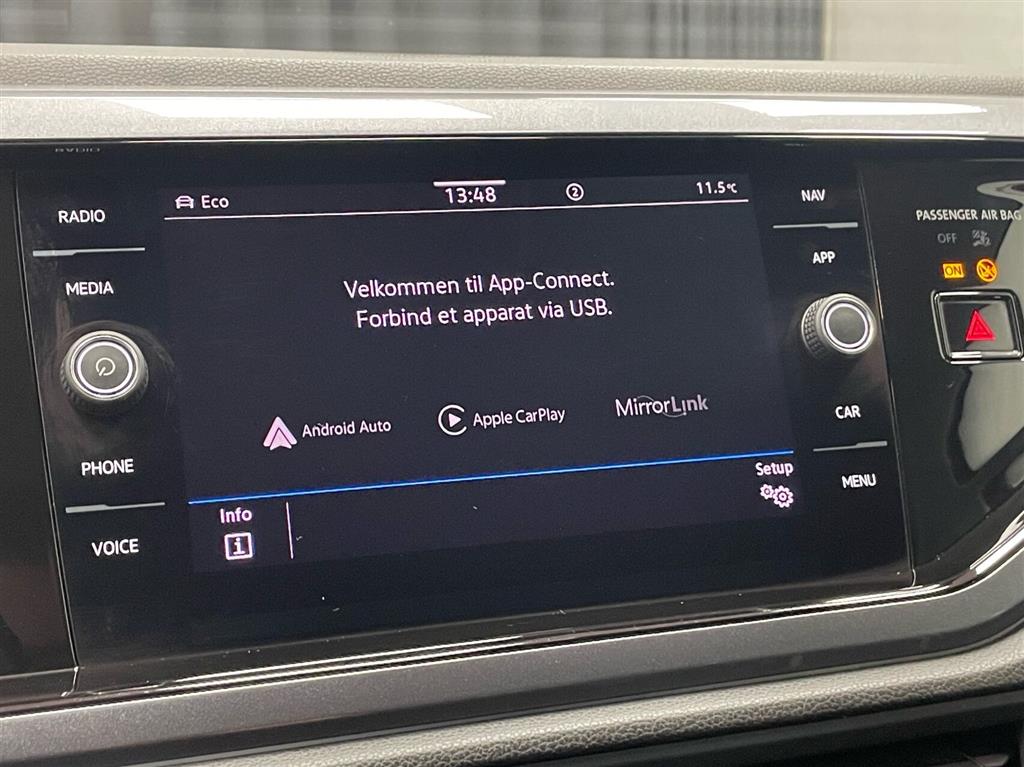 RADIO
MEDIA
PHONE
VOICE
Eco
13:48
2
11.5°C
Velkommen til App-Connect.
Forbind et apparat via USB.
Android Auto
Apple CarPlay
MirrorLink
Info
i
Setup
NAV
APP
CAR
MENU
PASSENGER AIR BAG
OFF
ON